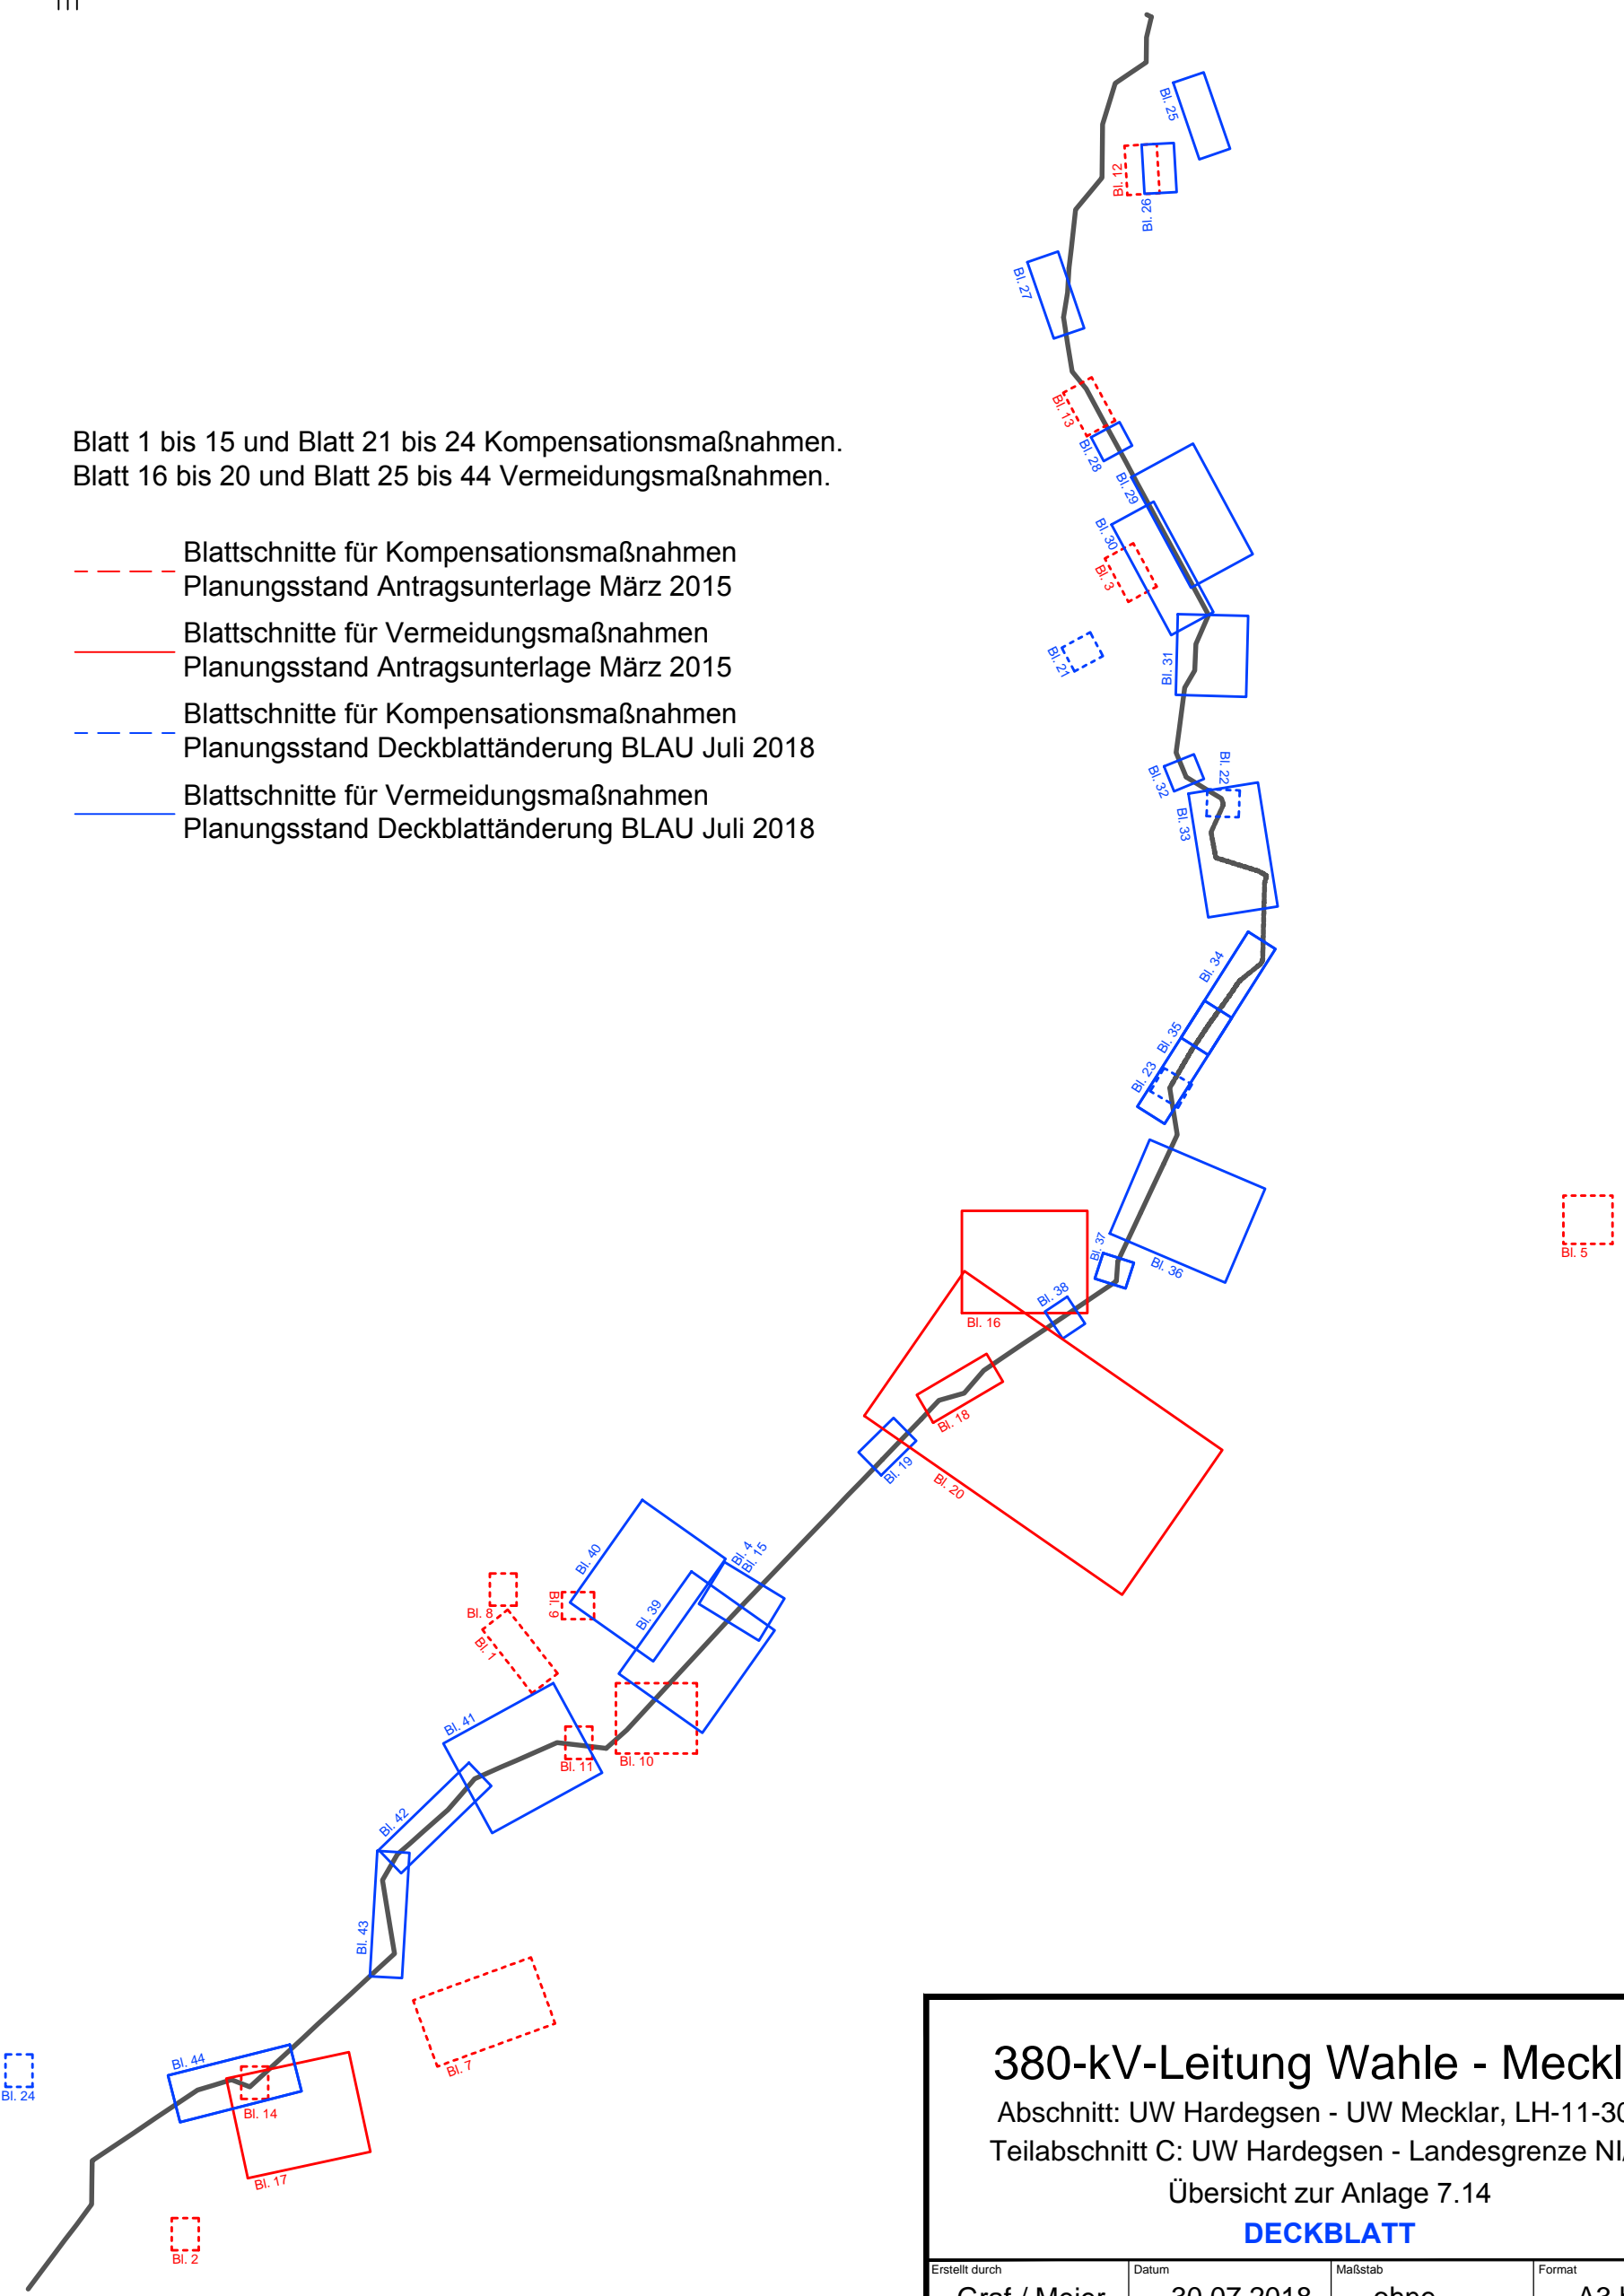 Bl. 25
Bl. 12
Bl. 26
Bl. 27
Bl. 13
Bl. 28
Bl. 29
Bl. 30
Bl. 3
Bl. 21
Bl. 31
Bl. 32
Bl. 22
Bl. 33
Blatt 1 bis 15 und Blatt 21 bis 24 Kompensationsmaßnahmen.
Blatt 16 bis 20 und Blatt 25 bis 44 Vermeidungsmaßnahmen.
Blattschnitte für Kompensationsmaßnahmen
Planungsstand Antragsunterlage März 2015
Blattschnitte für Vermeidungsmaßnahmen
Planungsstand Antragsunterlage März 2015
Blattschnitte für Kompensationsmaßnahmen
Planungsstand Deckblattänderung BLAU Juli 2018
Blattschnitte für Vermeidungsmaßnahmen
Planungsstand Deckblattänderung BLAU Juli 2018
Bl. 34
Bl. 35
Bl. 23
Bl. 5
Bl. 37
Bl. 36
Bl. 38
Bl. 16
Bl. 18
Bl. 19
Bl. 20
Bl. 4
Bl. 15
Bl. 40
Bl. 39
Bl. 8
Bl. 9
Bl. 1
Bl. 41
Bl. 11
Bl. 10
Bl. 42
Bl. 43
Bl. 7
Bl. 44
Bl. 24
Bl. 14
Bl. 17
Bl. 2
380-kV-Leitung Wahle - Meckl
Abschnitt: UW Hardegsen - UW Mecklar, LH-11-30
Teilabschnitt C: UW Hardegsen - Landesgrenze NI
Übersicht zur Anlage 7.14
DECKBLATT
Erstellt durch
Datum
Maßstab
Format
Graf / Meier
30.07.2018
ohne
A3